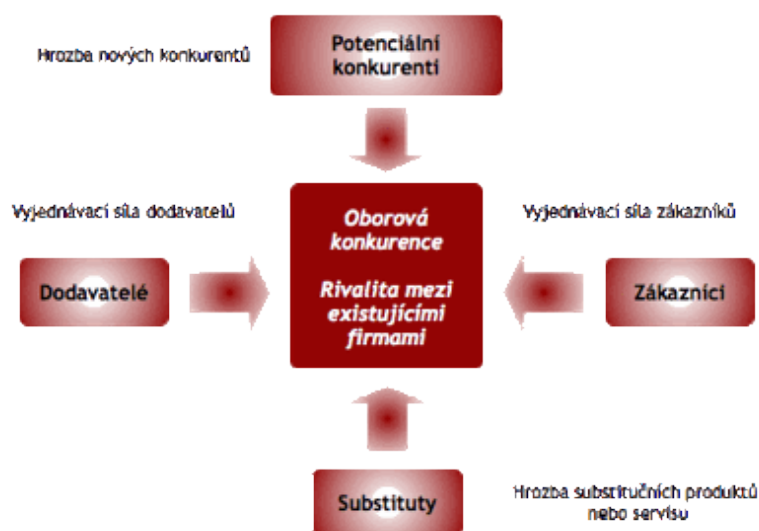 Hrozba nových konkurentů
Potenciální
konkurenti
Vyjednávací síla dodavatelů
Vyjednávací síla zákazníků
Oborová
konkurence
Rivalita mezi
existujícími
firmami
Dodavatelé
Zákazníci
Substituty
Hrozba substitučních produktů
nebo servisu